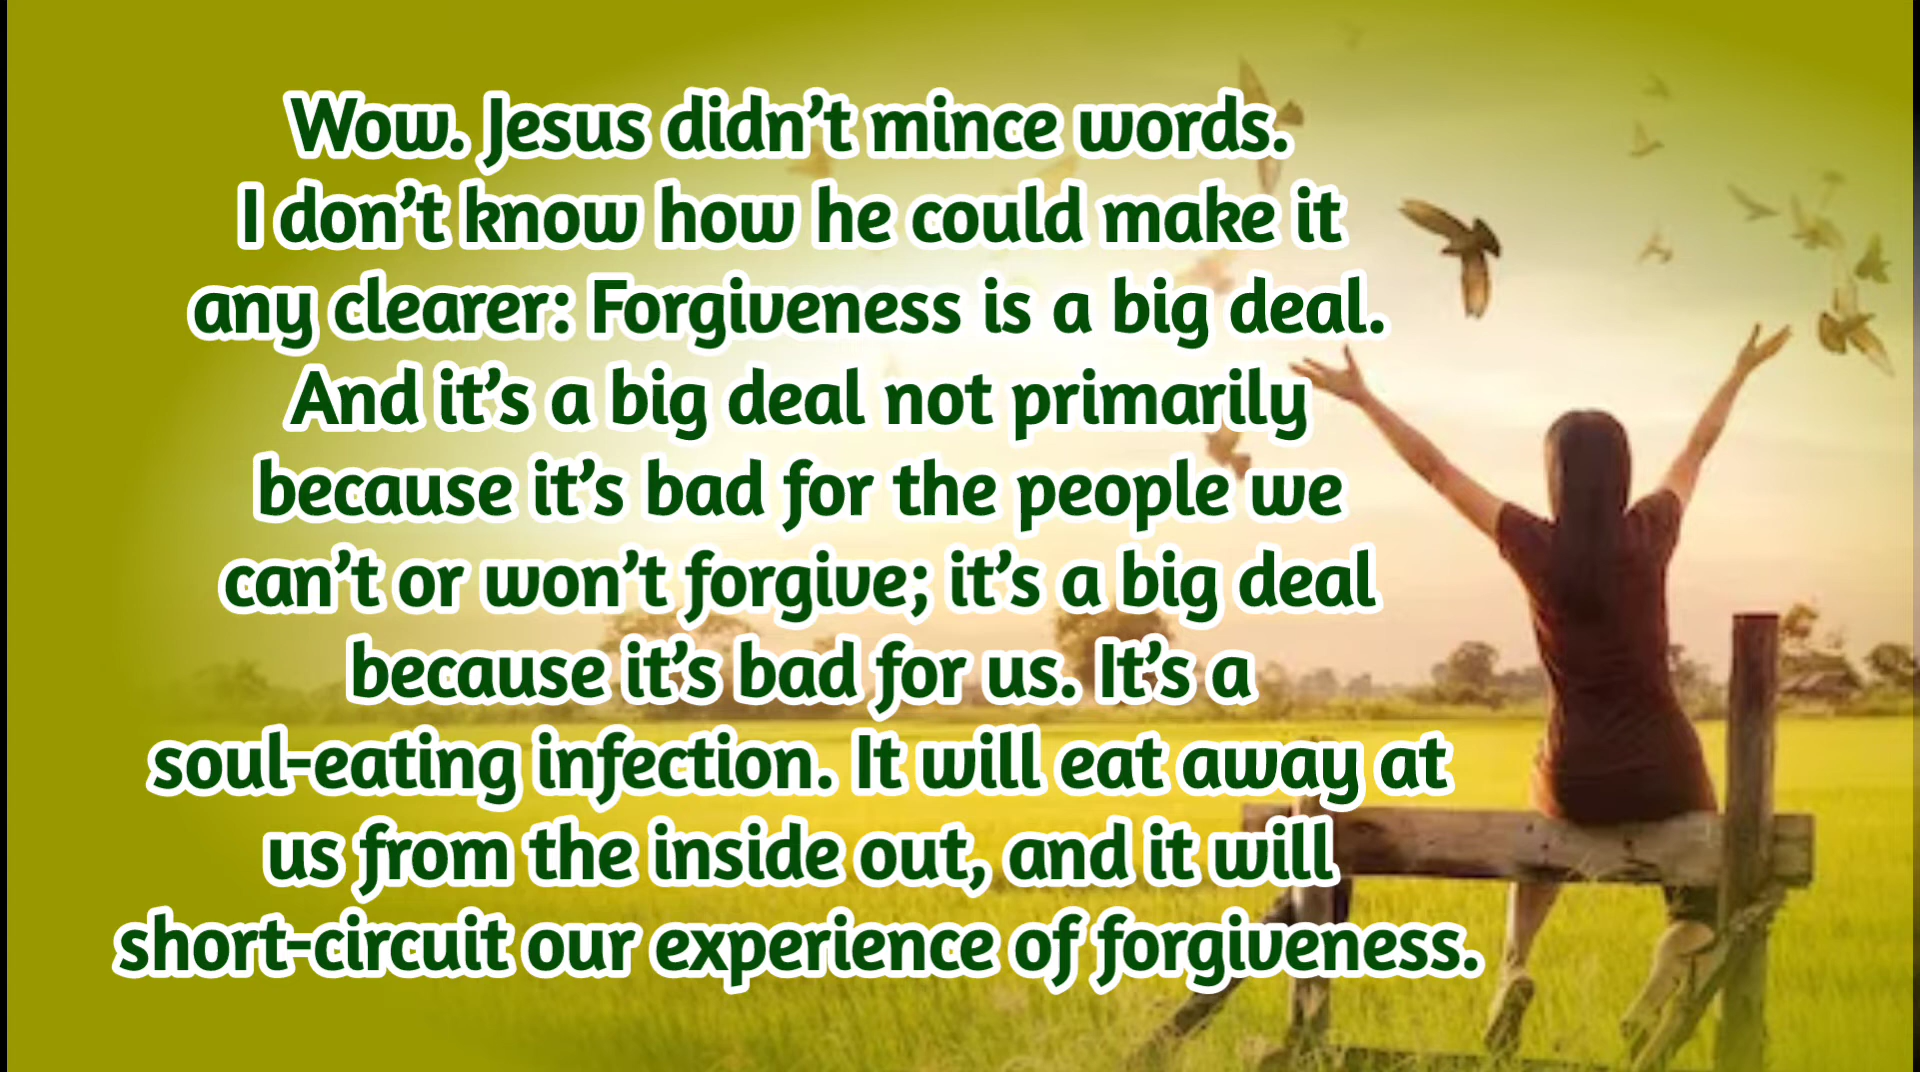 Wow. Jesus didn’t mince words.
I don’t know how he could make it
any clearer: Forgiveness is a big deal.
And it’s a big deal not primarily
because it’s bad for the people we
can’t or won’t forgive; it’s a big deal
because it’s bad for us. It’s a
soul-eating infection. It will eat away at
us from the inside out, and it will
short-circuit our experience of forgiveness.